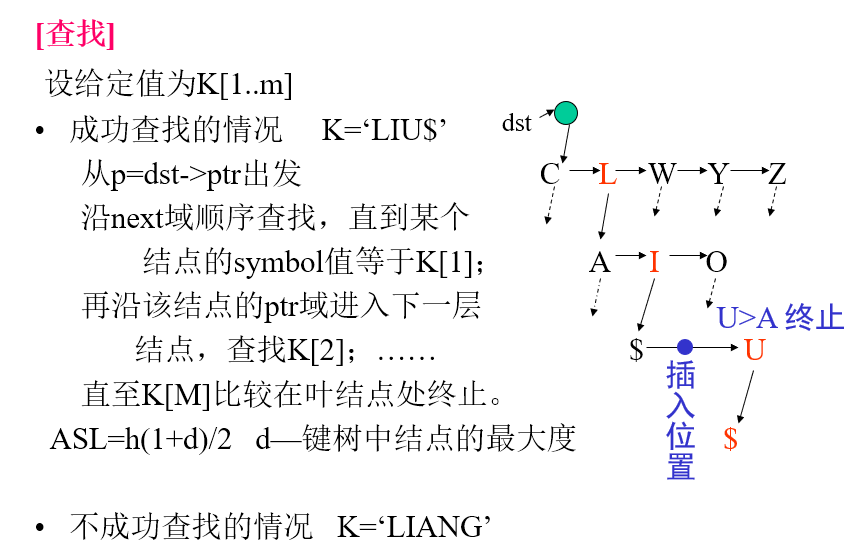 [查找]
设给定值为K[1..m]
• 成功查找的情况 K=‘LIU$’
从p=dst->ptr出发
沿next域顺序查找，直到某个
结点的symbol值等于K[1]；
再沿该结点的ptr域进入下一层
结点，查找K[2]；……
直至K[M]比较在叶结点处终止。
ASL=h(1+d)/2 d—键树中结点的最大度
• 不成功查找的情况 K=‘LIANG’
dst
C L W Y Z
A I O
U>A 终止
$ U
插入位置
$